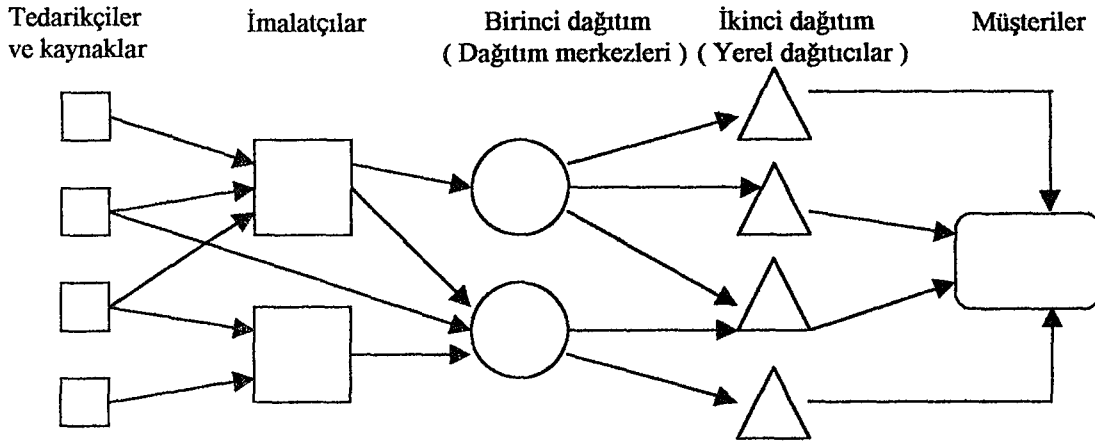 Tedarikçiler
ve kaynaklar
İmalatçılar
Birinci dağıtım
( Dağıtım merkezleri )
İkinci dağıtım
( Yerel dağıtıcılar )
Müşteriler